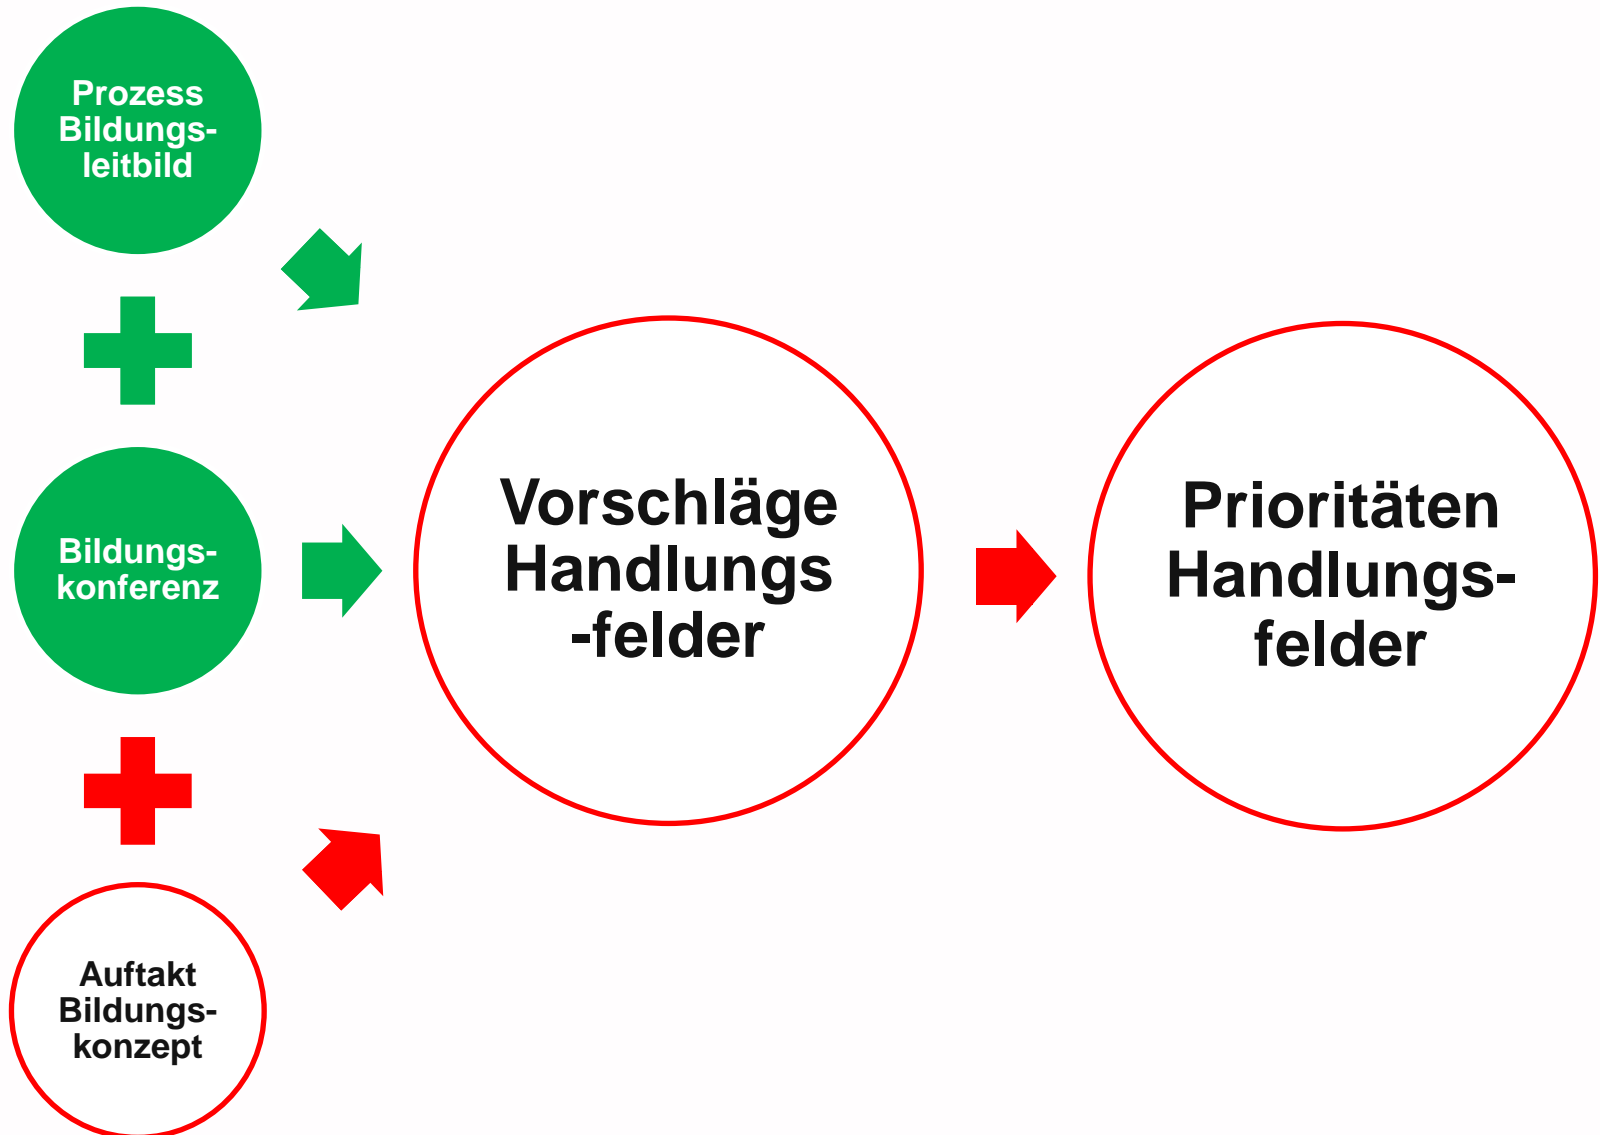 Prozess
Bildungs-
leitbild
Bildungs-
konferenz
Auftakt
Bildungs-
konzept
Vorschläge
Handlungs
-felder
Prioritäten
Handlungs-
felder